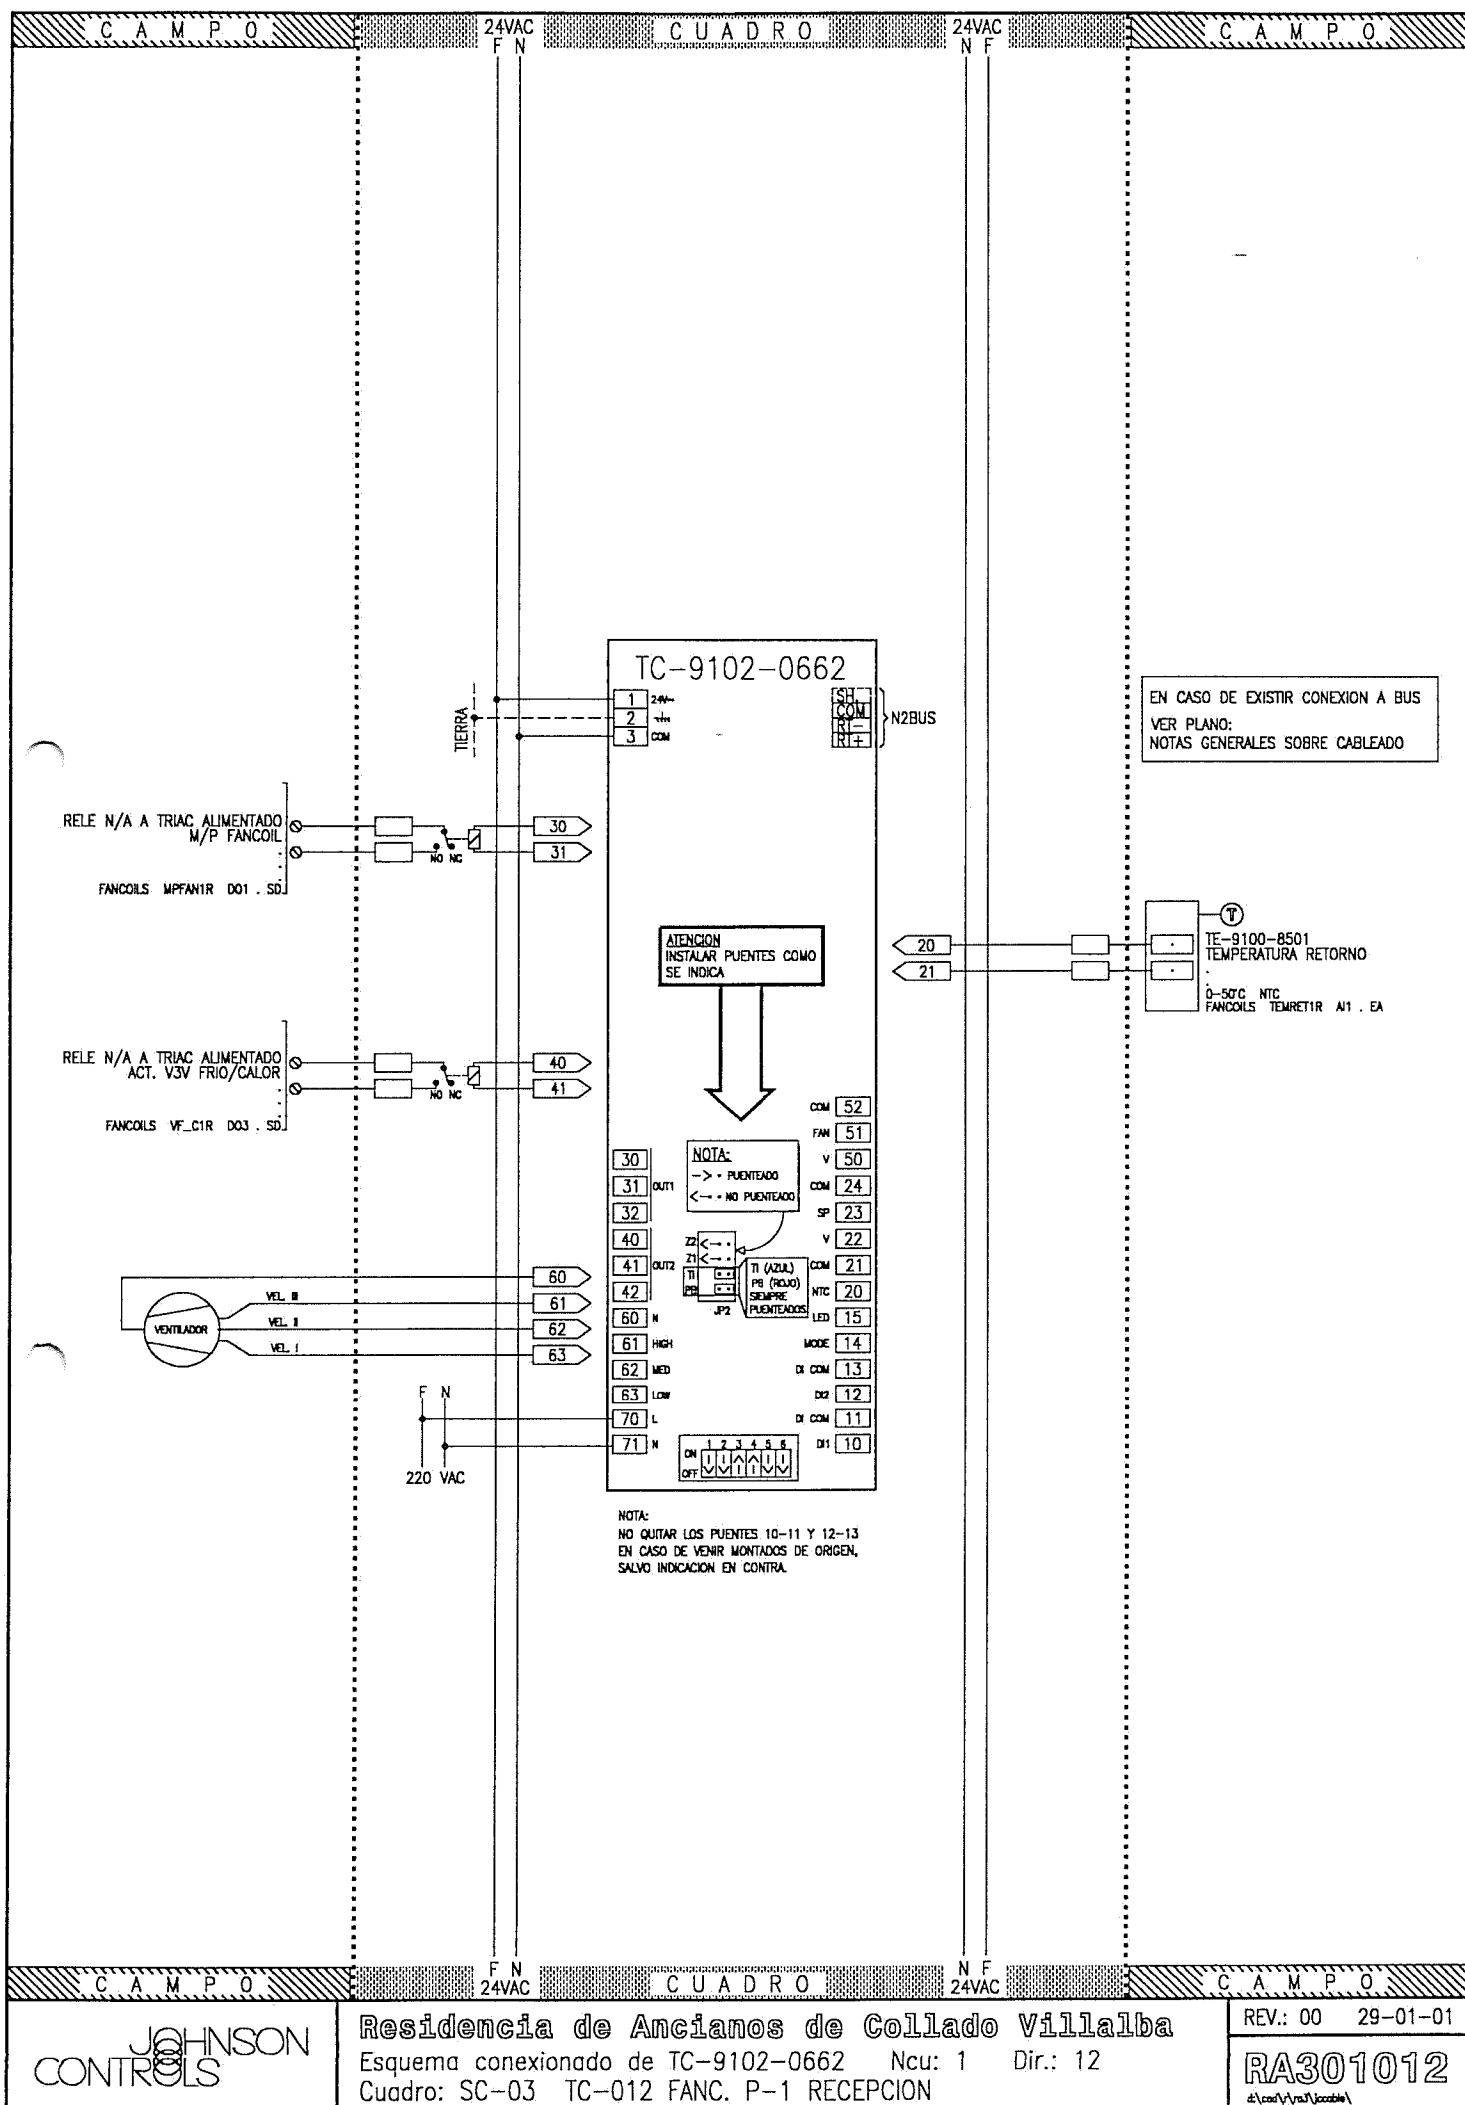 C A M P O
24VAC
F N
C U A D R O
24VAC
N F
C A M P O
TC-9102-0662
1 24V~
2
3 COM
TIERRA
SH.
COM
RT-
RT+
N2BUS
EN CASO DE EXISTIR CONEXION A BUS
VER PLANO:
NOTAS GENERALES SOBRE CABLEADO
RELE N/A A TRIAC ALIMENTADO
M/P FANCOIL
.
.
FANCOILS MPFAN1R DO1 . SD
NO NC
30
31
ATENCION
INSTALAR PUENTES COMO
SE INDICA
20
21
T
TE-9100-8501
TEMPERATURA RETORNO
.
.
0-50°C NTC
FANCOILS TEMRET1R AI1 . EA
RELE N/A A TRIAC ALIMENTADO
ACT. V3V FRIO/CALOR
.
.
FANCOILS VF_C1R DO3 . SD
NO NC
40
41
NOTA:
-> • PUENTEADO
<-• • NO PUENTEADO
30
31 OUT1
32
40
41 OUT2
42
60 N
61 HIGH
62 MED
63 LOW
70 L
71 N
Z2
Z1
TI
PB
JP2
TI (AZUL)
PB (ROJO)
SIEMPRE
PUENTEADOS
COM 52
FAN 51
V 50
COM 24
SP 23
V 22
COM 21
NTC 20
LED 15
MODE 14
DI COM 13
DI2 12
DI COM 11
DI1 10
VENTILADOR
VEL. III
VEL. II
VEL. I
60
61
62
63
F N
220 VAC
1 2 3 4 5 6
ON
OFF
NOTA:
NO QUITAR LOS PUENTES 10-11 Y 12-13
EN CASO DE VENIR MONTADOS DE ORIGEN,
SALVO INDICACION EN CONTRA.
C A M P O
F N
24VAC
C U A D R O
N F
24VAC
C A M P O
JOHNSON
CONTROLS
Residencia de Ancianos de Collado Villalba
Esquema conexionado de TC-9102-0662 Ncu: 1 Dir.: 12
Cuadro: SC-03 TC-012 FANC. P-1 RECEPCION
REV.: 00 29-01-01
RA301012